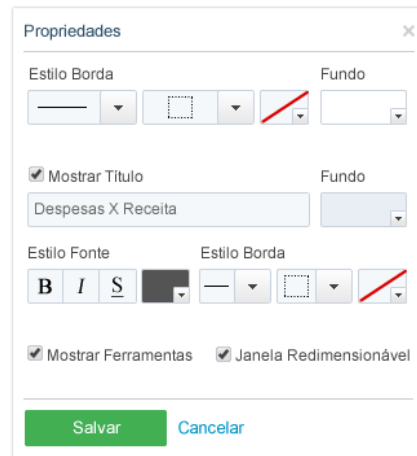 Propriedades ×
Estilo Borda Fundo
Mostrar Título Fundo
Despesas X Receita
Estilo Fonte Estilo Borda
B I S
Mostrar Ferramentas Janela Redimensionável
Salvar Cancelar